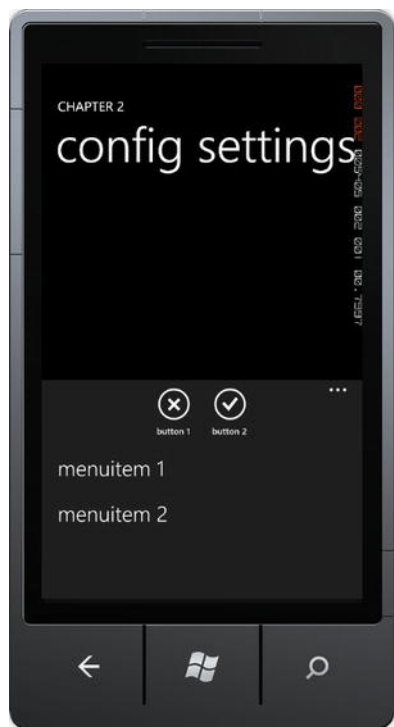 CHAPTER 2
config settings
button 1
button 2
menuitem 1
menuitem 2